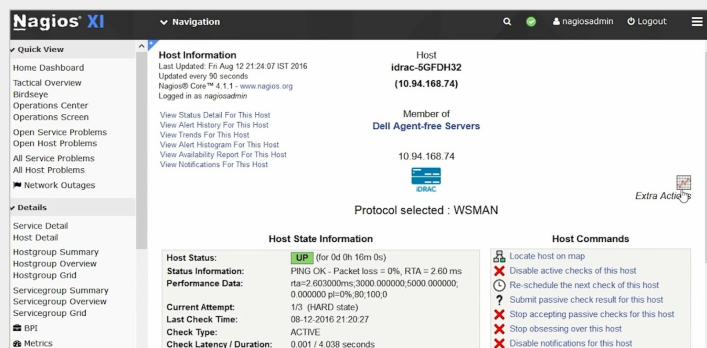 Nagios® XI
Navigation
nagiosadmin
Logout
Quick View
Home Dashboard
Tactical Overview
Birdseye
Operations Center
Operations Screen
Open Service Problems
Open Host Problems
All Service Problems
All Host Problems
Network Outages
Details
Service Detail
Host Detail
Hostgroup Summary
Hostgroup Overview
Hostgroup Grid
Servicegroup Summary
Servicegroup Overview
Servicegroup Grid
BPI
Metrics
Host Information
Last Updated: Fri Aug 12 21:24:07 IST 2016
Updated every 90 seconds
Nagios® Core™ 4.1.1 - www.nagios.org
Logged in as nagiosadmin
View Status Detail For This Host
View Alert History For This Host
View Trends For This Host
View Alert Histogram For This Host
View Availability Report For This Host
View Notifications For This Host
Host
idrac-5GFDH32
(10.94.168.74)
Member of
Dell Agent-free Servers
10.94.168.74
iDRAC
Protocol selected : WSMAN
Extra Actions
Host State Information
Host Status: UP (for 0d 0h 16m 0s)
Status Information: PING OK - Packet loss = 0%, RTA = 2.60 ms
Performance Data: rta=2.603000ms;3000.000000;5000.000000;
0.000000 pl=0%;80;100;0
Current Attempt: 1/3 (HARD state)
Last Check Time: 08-12-2016 21:20:27
Check Type: ACTIVE
Check Latency / Duration: 0.001 / 4.038 seconds
Host Commands
Locate host on map
Disable active checks of this host
Re-schedule the next check of this host
Submit passive check result for this host
Stop accepting passive checks for this host
Stop obsessing over this host
Disable notifications for this host